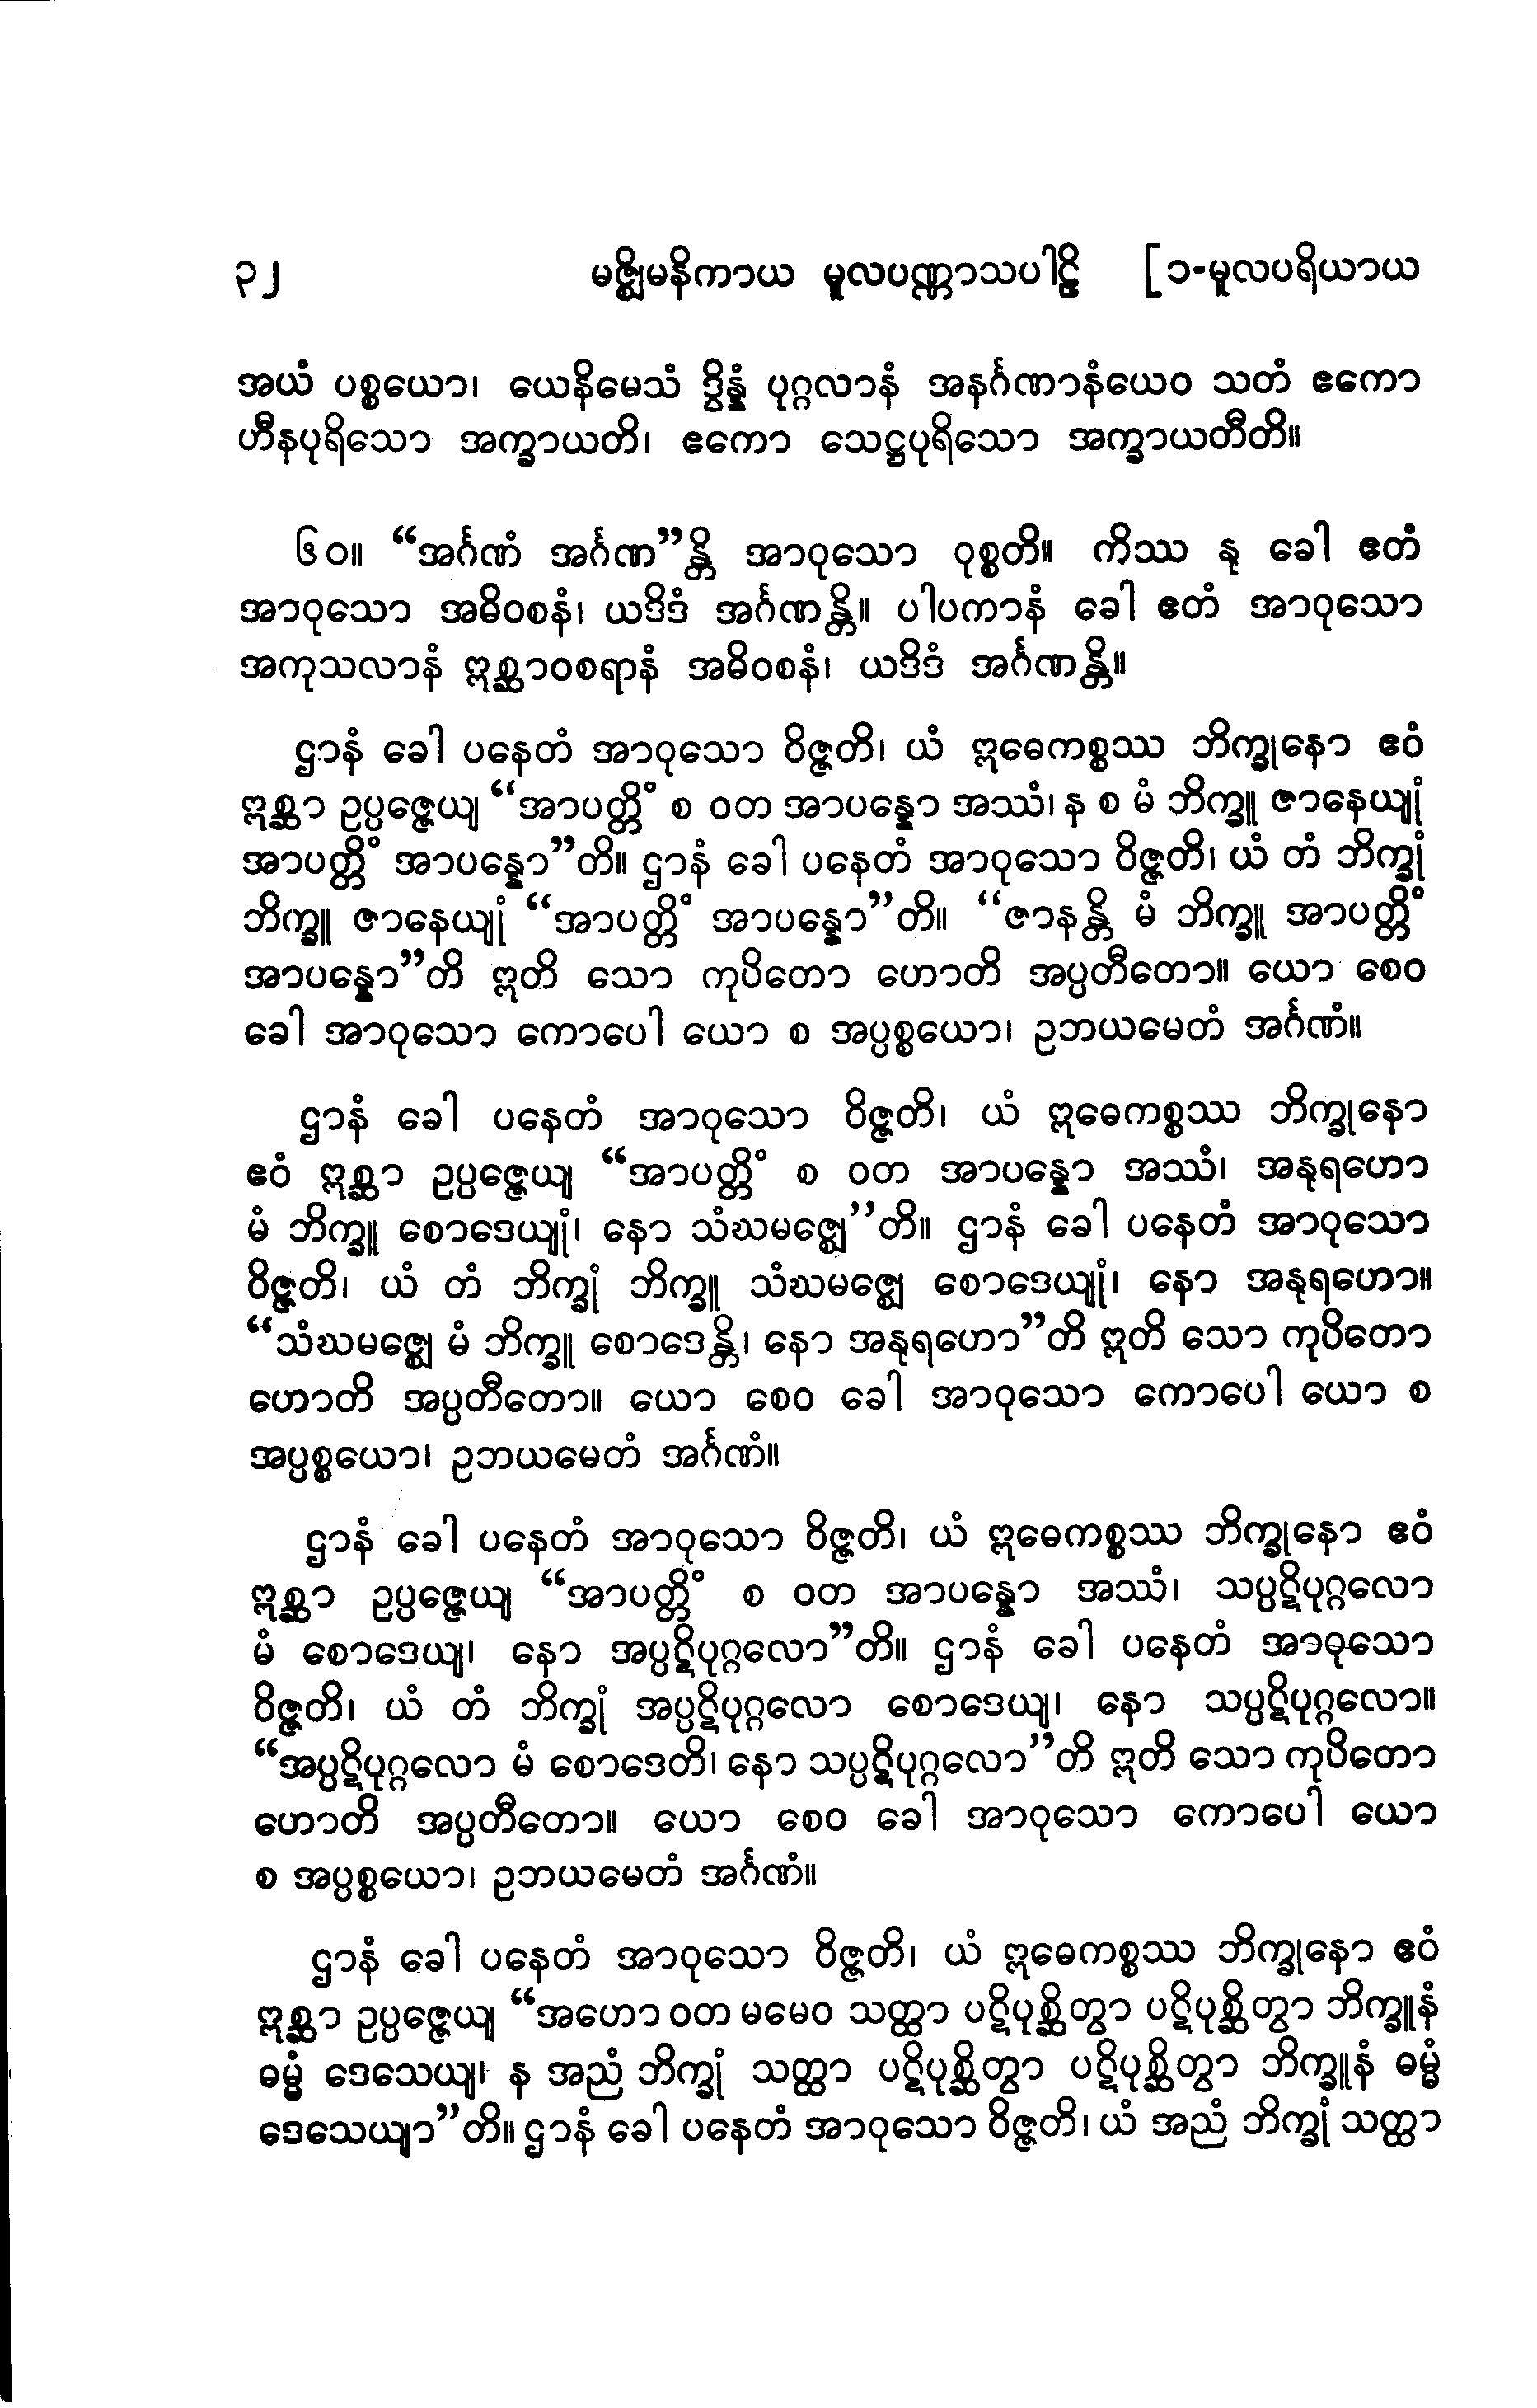 ၃၂ မဇ္ဈိမနိကာယ မူလပဏ္ဏာသပါဠိ [၁-မူလပရိယာယ
အယံ ပစ္စယော၊ ယေနိမေသံ ဒွိန္နံ ပုဂ္ဂလာနံ အနင်္ဂဏာနံယေဝ သတံ ဧကော
ဟီနပုရိသော အက္ခာယတိ၊ ဧကော သေဋ္ဌပုရိသော အက္ခာယတီတိ။
၆၀။ “အင်္ဂဏံ အင်္ဂဏ”န္တိ အာဝုသော ဝုစ္စတိ။ ကိဿ နု ခေါ ဧတံ
အာဝုသော အဓိဝစနံ၊ ယဒိဒံ အင်္ဂဏန္တိ။ ပါပကာနံ ခေါ ဧတံ အာဝုသော
အကုသလာနံ ဣစ္ဆာဝစရာနံ အဓိဝစနံ၊ ယဒိဒံ အင်္ဂဏန္တိ။
ဌာနံ ခေါ ပနေတံ အာဝုသော ဝိဇ္ဇတိ၊ ယံ ဣဓေကစ္စဿ ဘိက္ခုနော ဧဝံ
ဣစ္ဆာ ဥပ္ပဇ္ဇေယျ “အာပတ္တိံ စ ဝတ အာပန္နော အဿံ၊ န စ မံ ဘိက္ခူ ဇာနေယျုံ
အာပတ္တိံ အာပန္နော”တိ။ ဌာနံ ခေါ ပနေတံ အာဝုသော ဝိဇ္ဇတိ၊ ယံ တံ ဘိက္ခုံ
ဘိက္ခူ ဇာနေယျုံ “အာပတ္တိံ အာပန္နော”တိ။ “ဇာနန္တိ မံ ဘိက္ခူ အာပတ္တိံ
အာပန္နော”တိ ဣတိ သော ကုပိတော ဟောတိ အပ္ပတီတော။ ယော စေဝ
ခေါ အာဝုသော ကောပေါ ယော စ အပ္ပစ္စယော၊ ဥဘယမေတံ အင်္ဂဏံ။
ဌာနံ ခေါ ပနေတံ အာဝုသော ဝိဇ္ဇတိ၊ ယံ ဣဓေကစ္စဿ ဘိက္ခုနော
ဧဝံ ဣစ္ဆာ ဥပ္ပဇ္ဇေယျ “အာပတ္တိံ စ ဝတ အာပန္နော အဿံ၊ အနုရဟော
မံ ဘိက္ခူ စောဒေယျုံ၊ နော သံဃမဇ္ဈေ”တိ။ ဌာနံ ခေါ ပနေတံ အာဝုသော
ဝိဇ္ဇတိ၊ ယံ တံ ဘိက္ခုံ ဘိက္ခူ သံဃမဇ္ဈေ စောဒေယျုံ၊ နော အနုရဟော။
“သံဃမဇ္ဈေ မံ ဘိက္ခူ စောဒေန္တိ၊ နော အနုရဟော”တိ ဣတိ သော ကုပိတော
ဟောတိ အပ္ပတီတော။ ယော စေဝ ခေါ အာဝုသော ကောပေါ ယော စ
အပ္ပစ္စယော၊ ဥဘယမေတံ အင်္ဂဏံ။
ဌာနံ ခေါ ပနေတံ အာဝုသော ဝိဇ္ဇတိ၊ ယံ ဣဓေကစ္စဿ ဘိက္ခုနော ဧဝံ
ဣစ္ဆာ ဥပ္ပဇ္ဇေယျ “အာပတ္တိံ စ ဝတ အာပန္နော အဿံ၊ သပ္ပဋိပုဂ္ဂလော
မံ စောဒေယျ၊ နော အပ္ပဋိပုဂ္ဂလော”တိ။ ဌာနံ ခေါ ပနေတံ အာဝုသော
ဝိဇ္ဇတိ၊ ယံ တံ ဘိက္ခုံ အပ္ပဋိပုဂ္ဂလော စောဒေယျ၊ နော သပ္ပဋိပုဂ္ဂလော။
“အပ္ပဋိပုဂ္ဂလော မံ စောဒေတိ၊ နော သပ္ပဋိပုဂ္ဂလော”တိ ဣတိ သော ကုပိတော
ဟောတိ အပ္ပတီတော။ ယော စေဝ ခေါ အာဝုသော ကောပေါ ယော
စ အပ္ပစ္စယော၊ ဥဘယမေတံ အင်္ဂဏံ။
ဌာနံ ခေါ ပနေတံ အာဝုသော ဝိဇ္ဇတိ၊ ယံ ဣဓေကစ္စဿ ဘိက္ခုနော ဧဝံ
ဣစ္ဆာ ဥပ္ပဇ္ဇေယျ “အဟော ဝတ မမေဝ သတ္ထာ ပဋိပုစ္ဆိတွာ ပဋိပုစ္ဆိတွာ ဘိက္ခူနံ
ဓမ္မံ ဒေသေယျ၊ န အညံ ဘိက္ခုံ သတ္ထာ ပဋိပုစ္ဆိတွာ ပဋိပုစ္ဆိတွာ ဘိက္ခူနံ ဓမ္မံ
ဒေသေယျာ”တိ။ ဌာနံ ခေါ ပနေတံ အာဝုသော ဝိဇ္ဇတိ၊ ယံ အညံ ဘိက္ခုံ သတ္ထာ